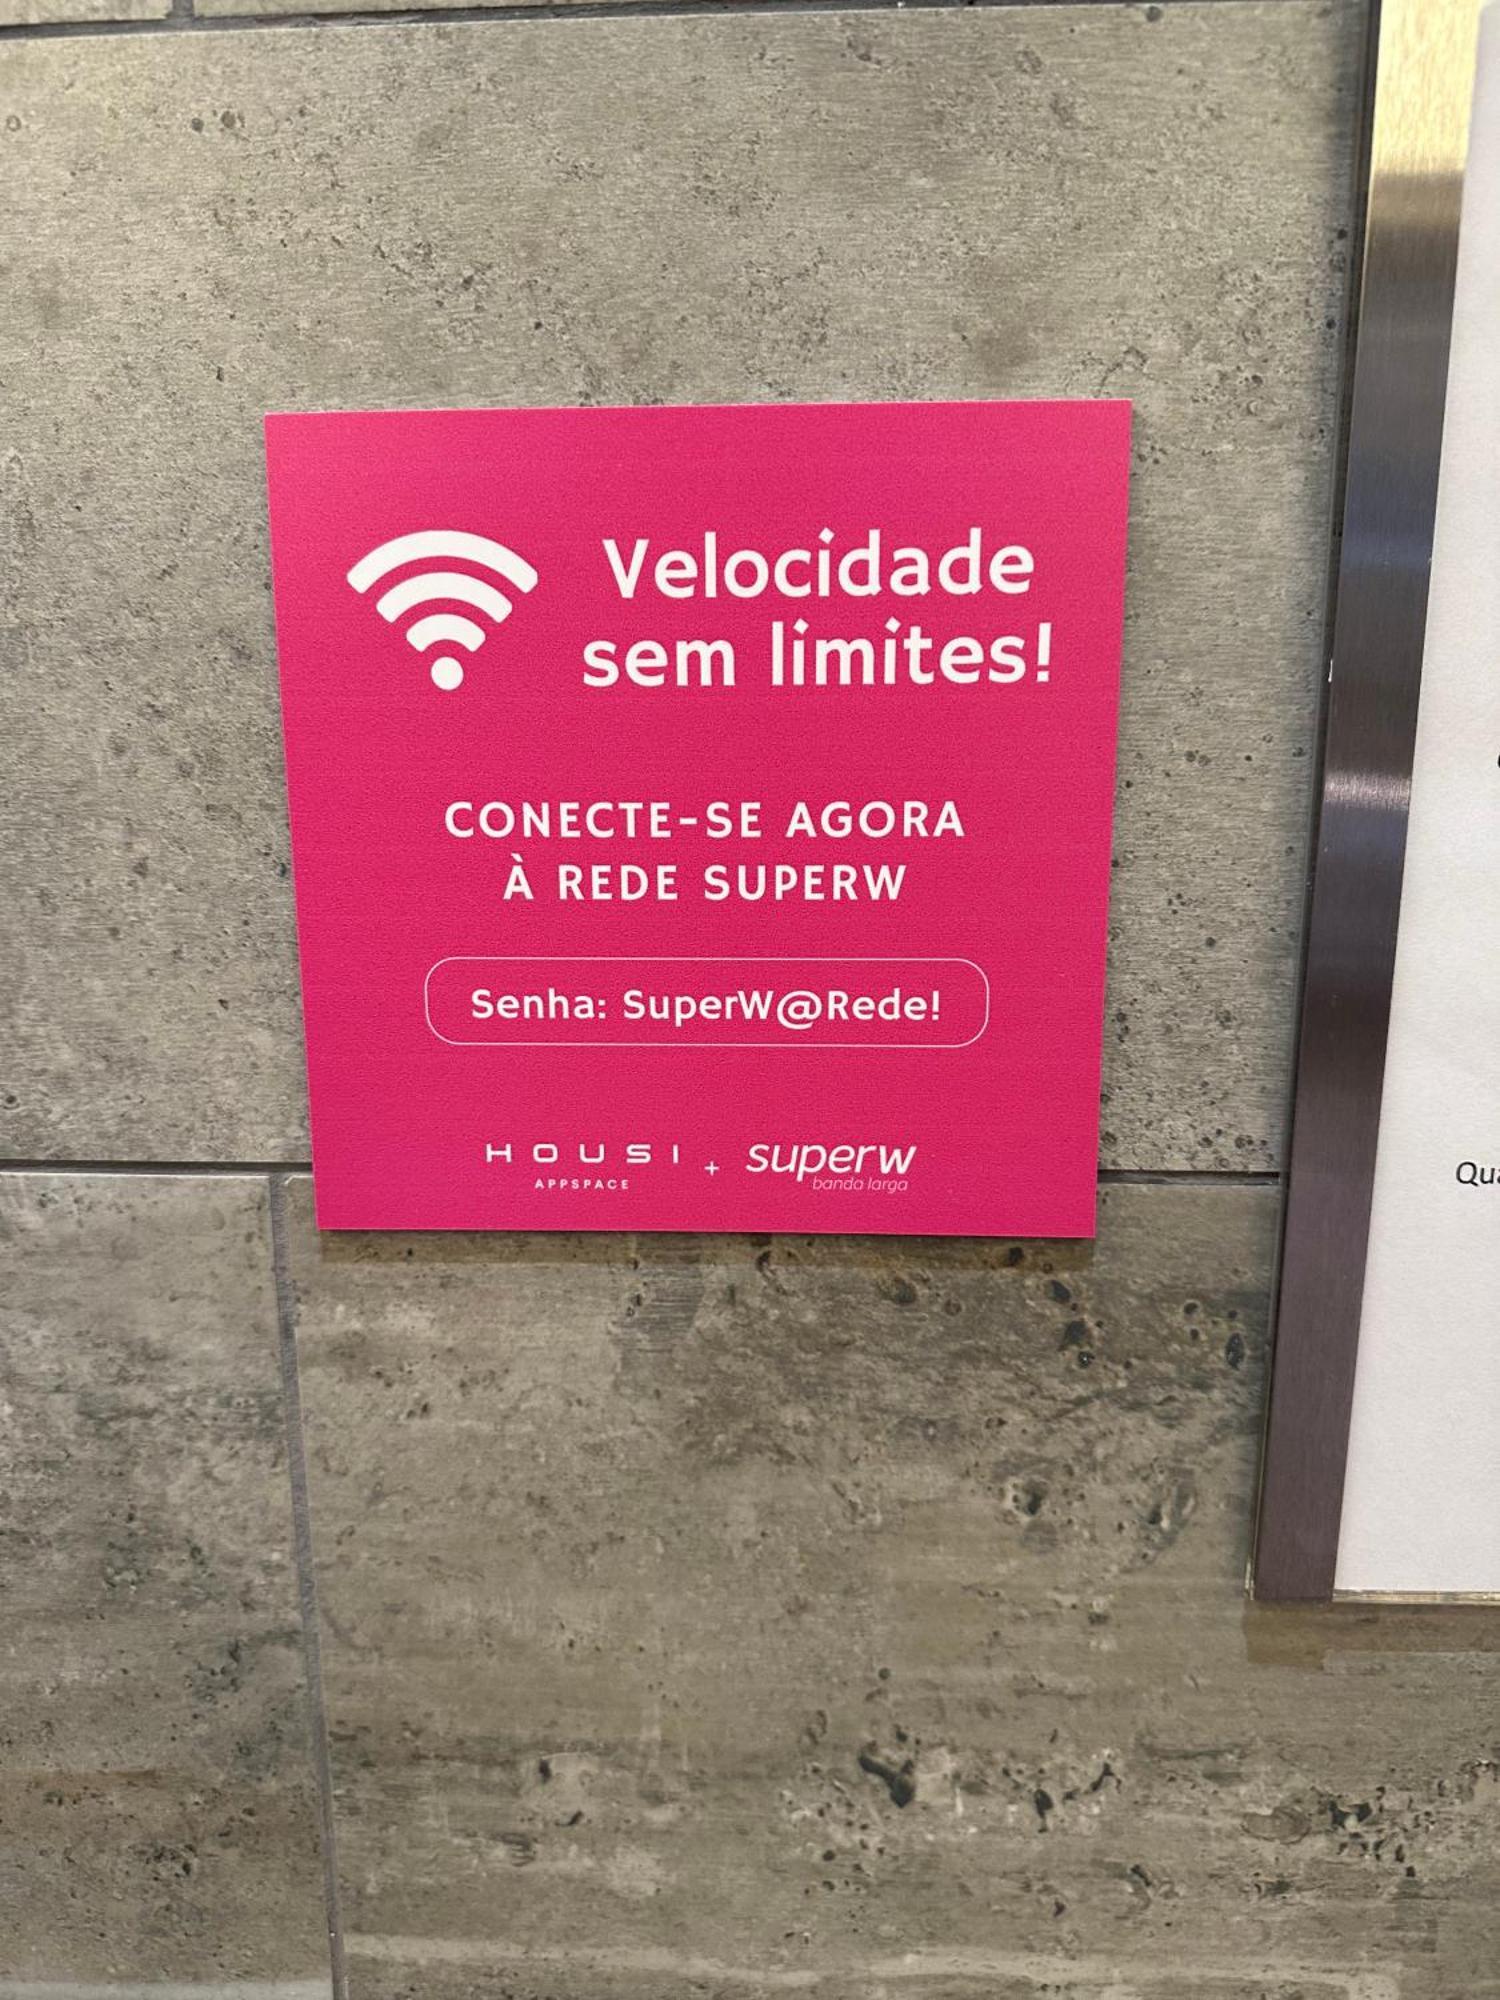 Velocidade
sem limites!
CONECTE-SE AGORA
À REDE SUPERW
Senha: SuperW@Rede!
HOUSI + superw
APPSPACE banda larga